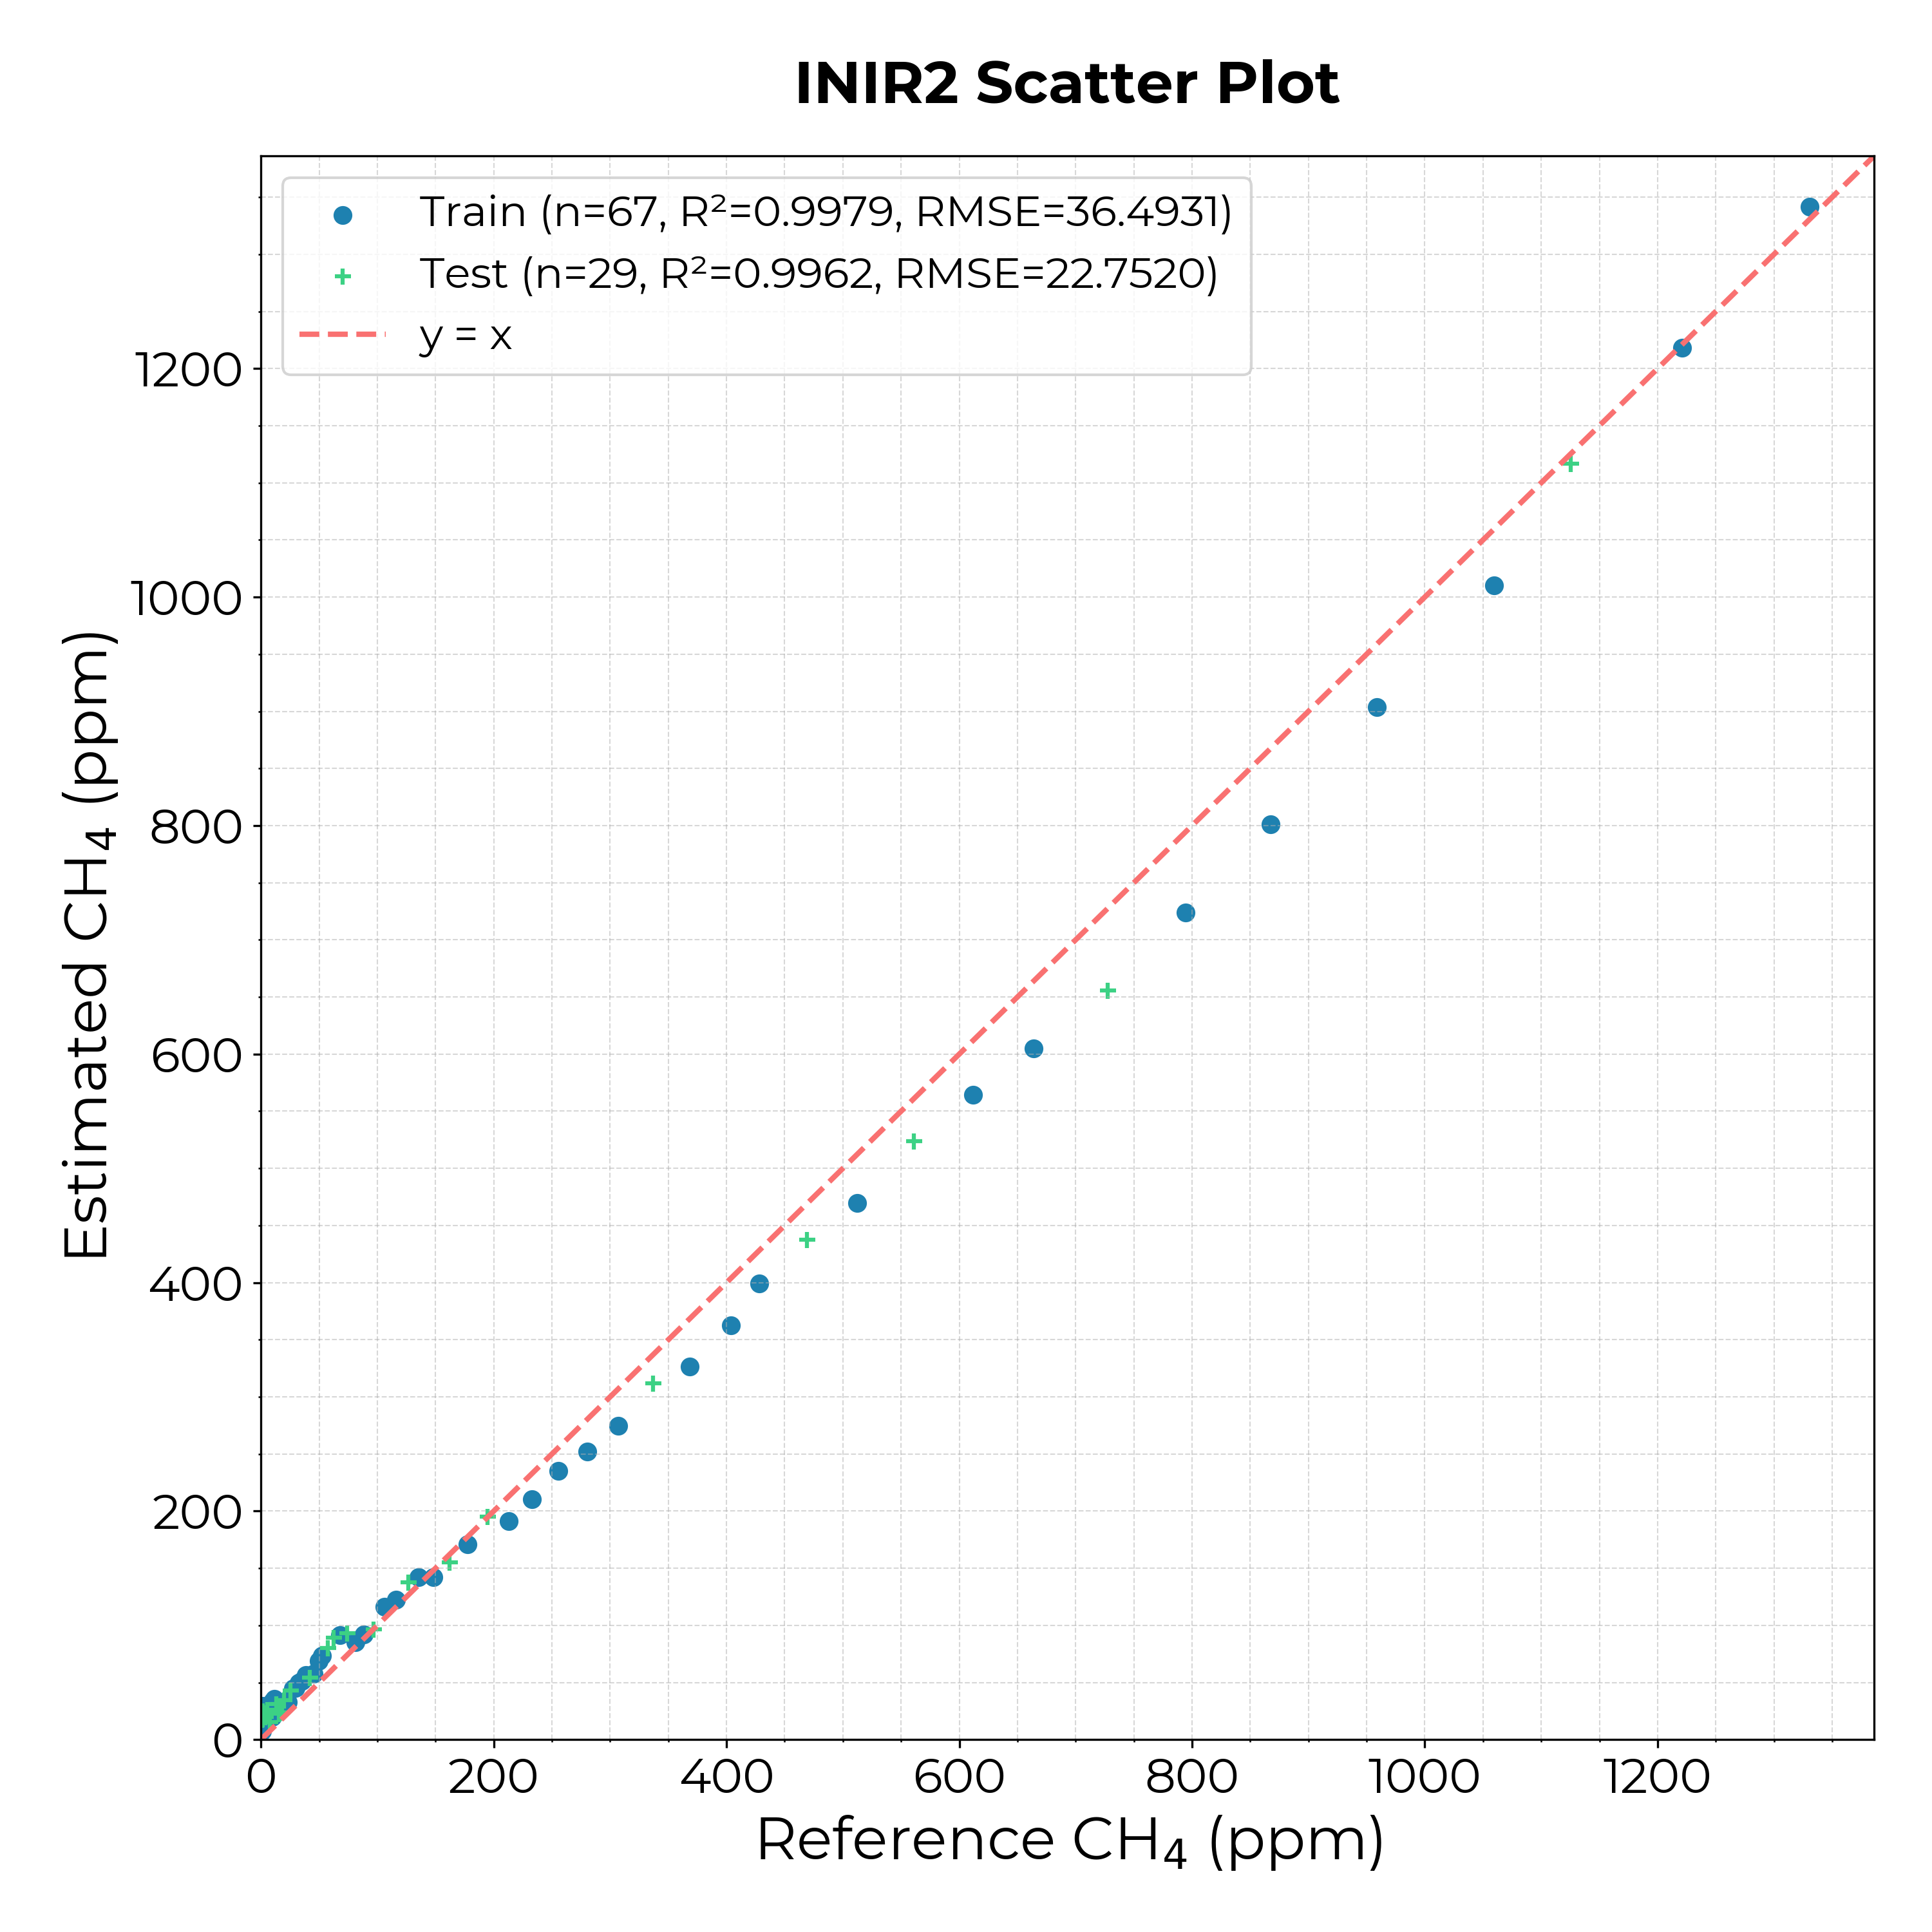 INIR2 Scatter Plot
Train (n=67, R²=0.9979, RMSE=36.4931)
Test (n=29, R²=0.9962, RMSE=22.7520)
y = x
Estimated CH₄ (ppm)
1200
1000
800
600
400
200
0
0 200 400 600 800 1000 1200
Reference CH₄ (ppm)